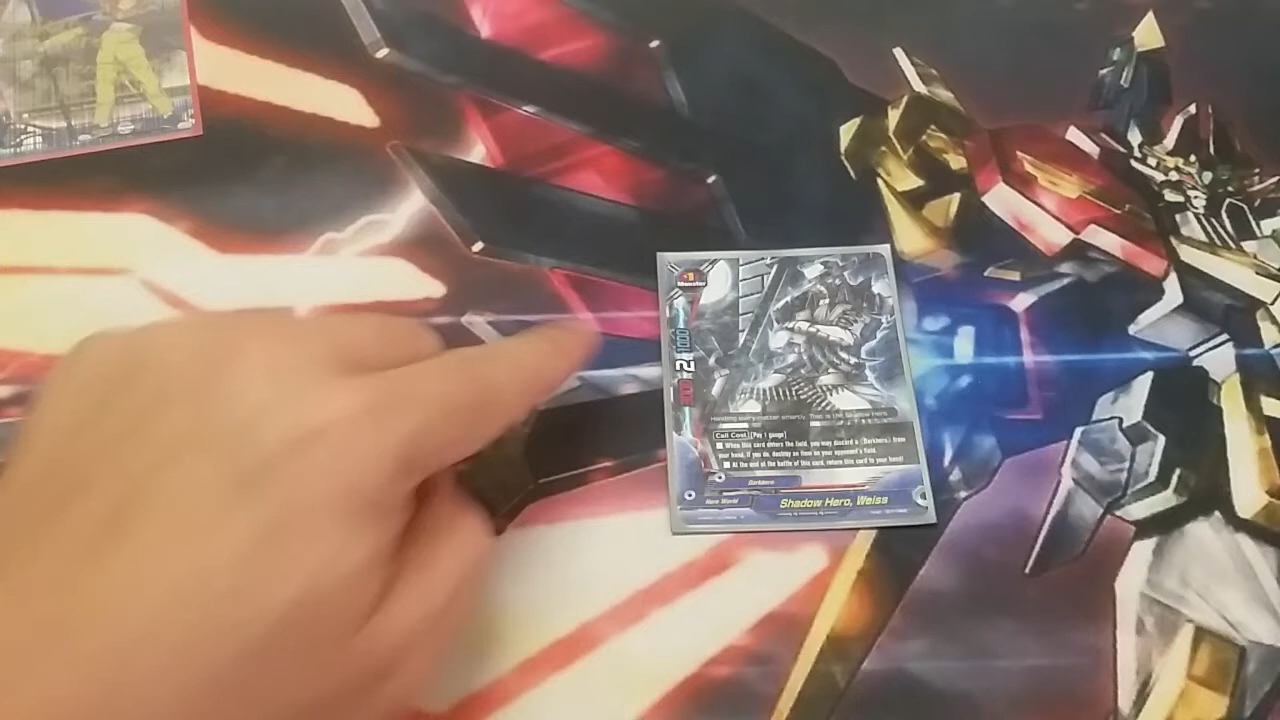 Monster
1000
2
Handling every matter smartly. That is the Shadow Hero.
Call Cost [Pay 1 gauge]
■ When this card enters the field, you may discard a 《Darkhero》 from
your hand. If you do, destroy an item on your opponent's field.
■ At the end of the battle of this card, return this card to your hand!
Darkhero
Hero World
Shadow Hero, Weiss